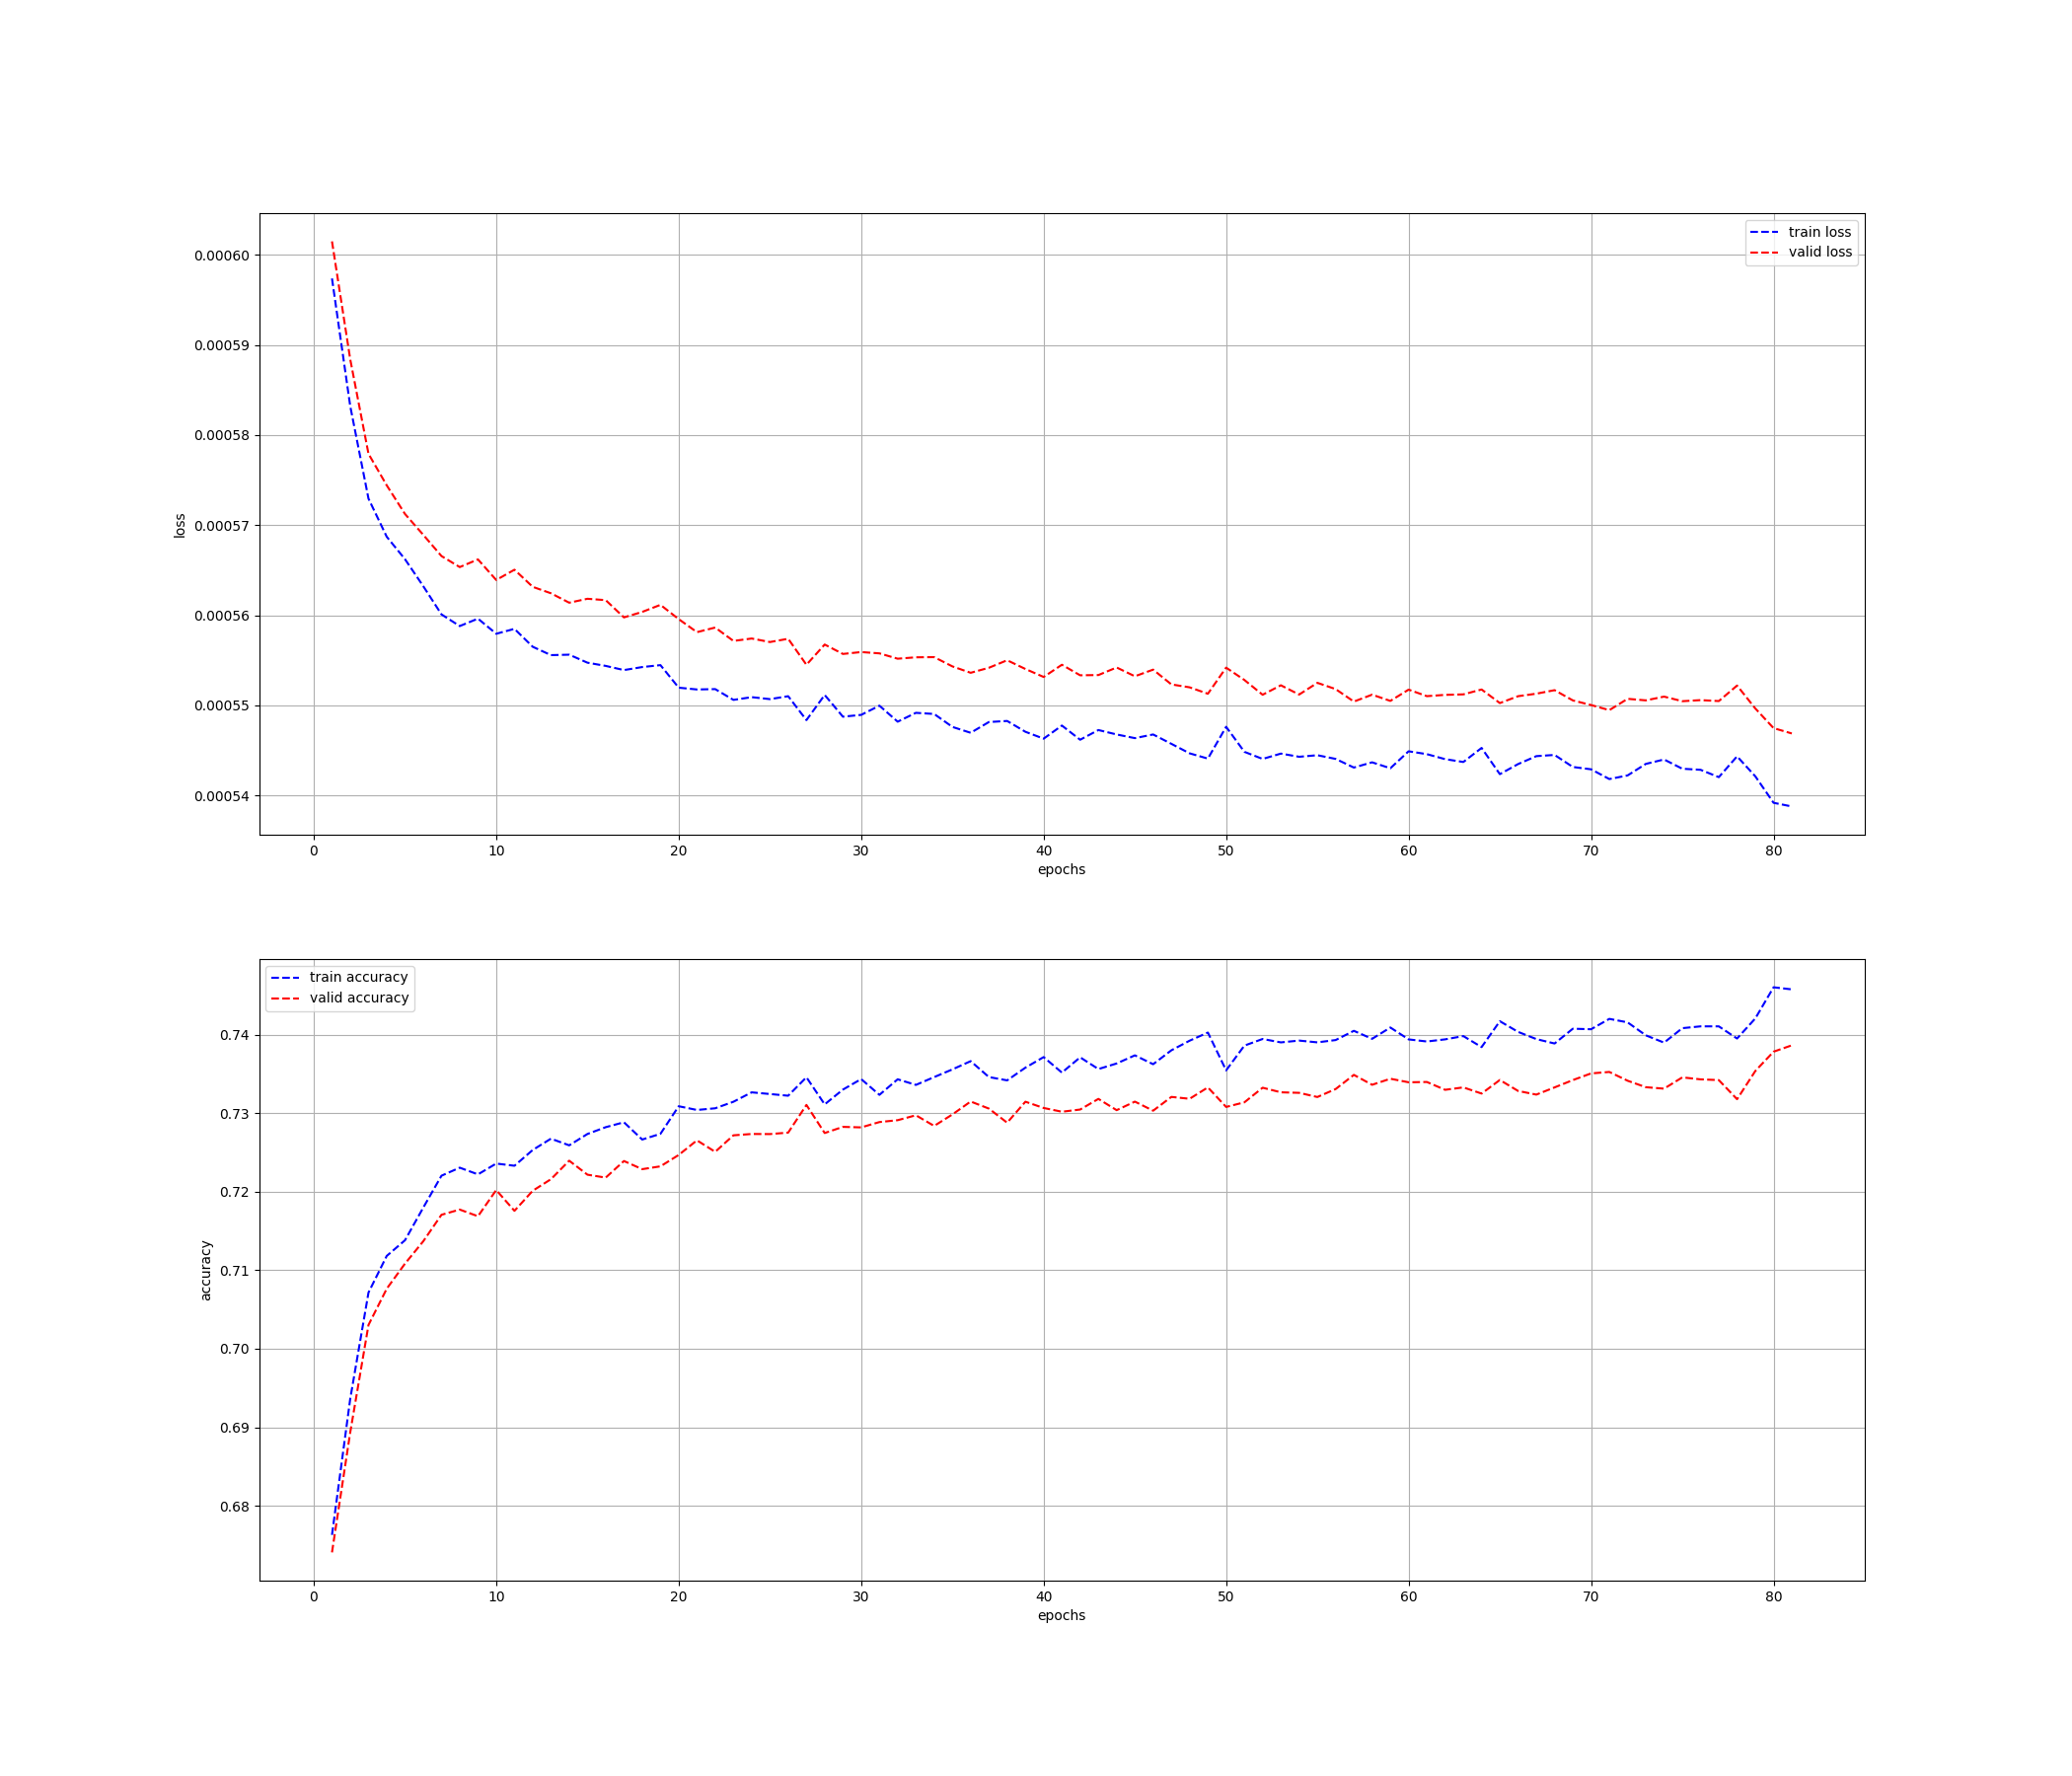 train loss
valid loss
0.00060
0.00059
0.00058
0.00057
0.00056
0.00055
0.00054
loss
0 10 20 30 40 50 60 70 80
epochs
train accuracy
valid accuracy
0.74
0.73
0.72
0.71
0.70
0.69
0.68
accuracy
0 10 20 30 40 50 60 70 80
epochs